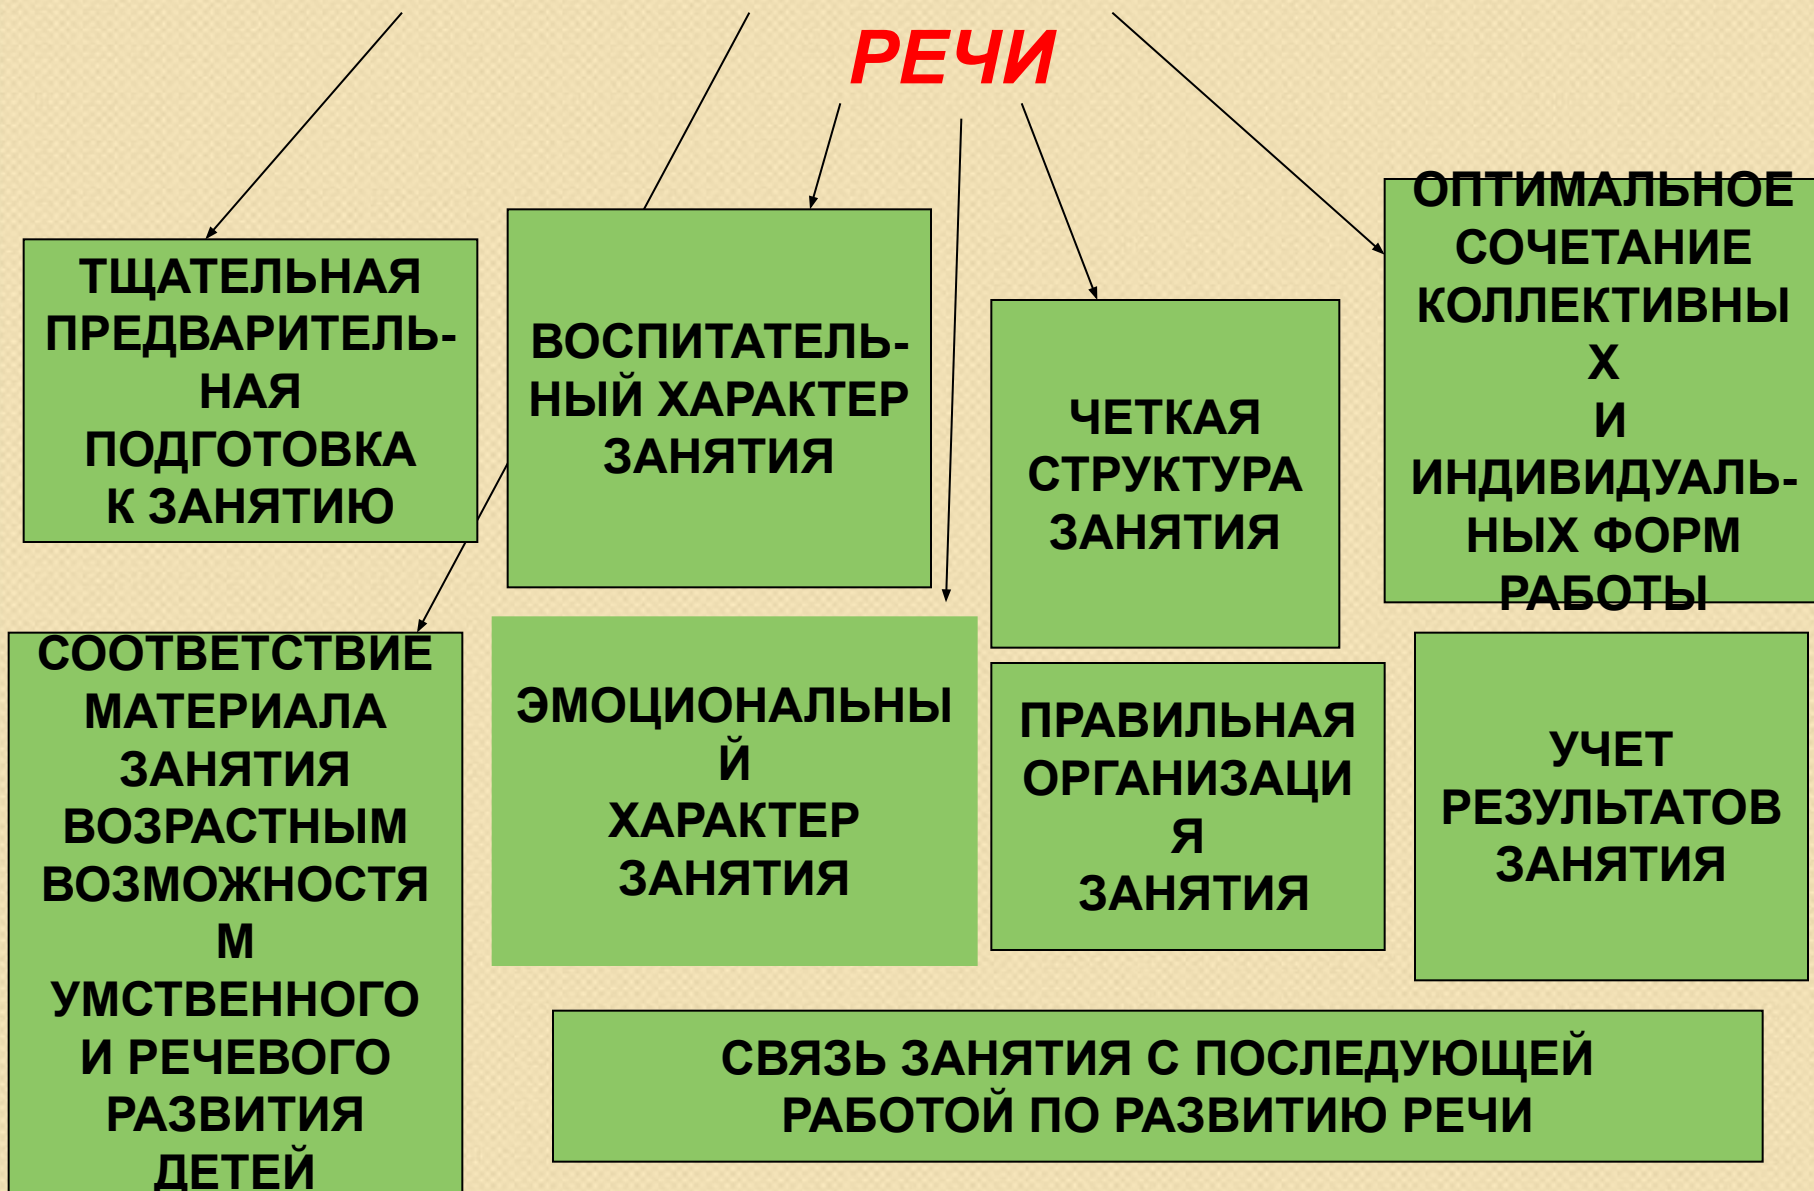 РЕЧИ
ТЩАТЕЛЬНАЯ
ПРЕДВАРИТЕЛЬ-
НАЯ
ПОДГОТОВКА
К ЗАНЯТИЮ
ВОСПИТАТЕЛЬ-
НЫЙ ХАРАКТЕР
ЗАНЯТИЯ
ЧЕТКАЯ
СТРУКТУРА
ЗАНЯТИЯ
ОПТИМАЛЬНОЕ
СОЧЕТАНИЕ
КОЛЛЕКТИВНЫ
Х
И
ИНДИВИДУАЛЬ-
НЫХ ФОРМ
РАБОТЫ
СООТВЕТСТВИЕ
МАТЕРИАЛА
ЗАНЯТИЯ
ВОЗРАСТНЫМ
ВОЗМОЖНОСТЯ
М
УМСТВЕННОГО
И РЕЧЕВОГО
РАЗВИТИЯ
ДЕТЕЙ
ЭМОЦИОНАЛЬНЫ
Й
ХАРАКТЕР
ЗАНЯТИЯ
ПРАВИЛЬНАЯ
ОРГАНИЗАЦИ
Я
ЗАНЯТИЯ
УЧЕТ
РЕЗУЛЬТАТОВ
ЗАНЯТИЯ
СВЯЗЬ ЗАНЯТИЯ С ПОСЛЕДУЮЩЕЙ
РАБОТОЙ ПО РАЗВИТИЮ РЕЧИ